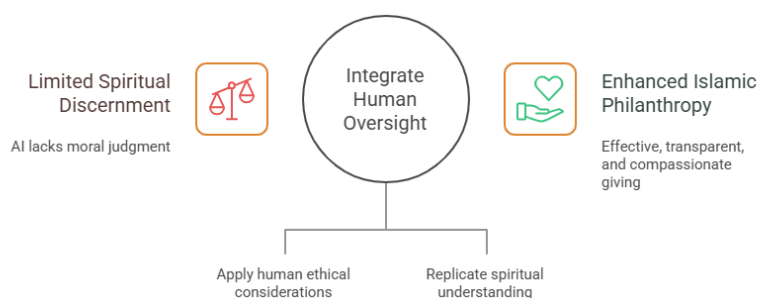 Limited Spiritual
Discernment
AI lacks moral judgment
Integrate
Human
Oversight
Enhanced Islamic
Philanthropy
Effective, transparent,
and compassionate
giving
Apply human ethical
considerations
Replicate spiritual
understanding